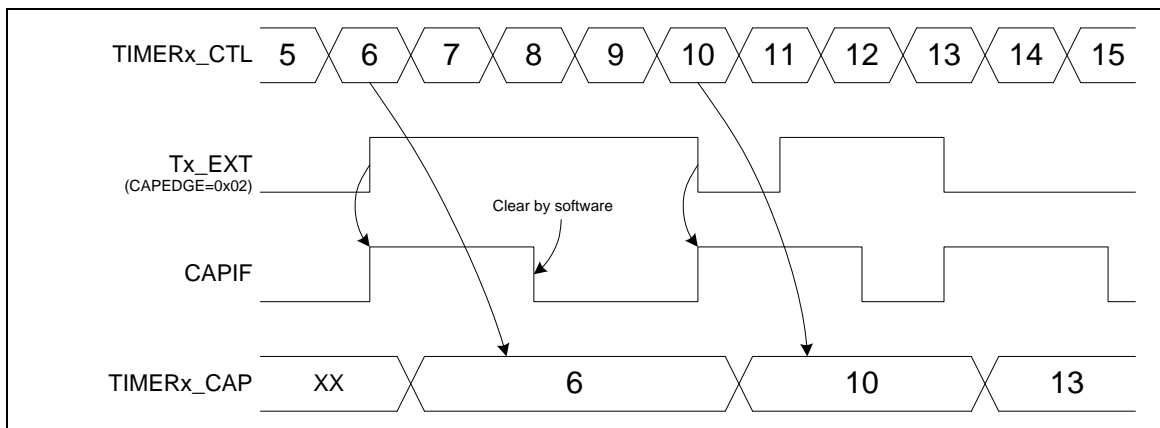 TIMERx_CTL 5 6 7 8 9 10 11 12 13 14 15
Tx_EXT
(CAPEDGE=0x02)
Clear by software
CAPIF
TIMERx_CAP XX 6 10 13